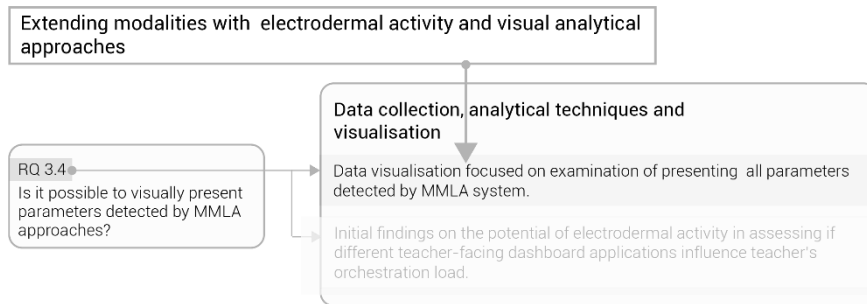 Extending modalities with electrodermal activity and visual analytical
approaches
Data collection, analytical techniques and
visualisation
RQ 3.4
Is it possible to visually present
parameters detected by MMLA
approaches?
Data visualisation focused on examination of presenting all parameters
detected by MMLA system.
Initial findings on the potential of electrodermal activity in assessing if
different teacher-facing dashboard applications influence teacher's
orchestration load.